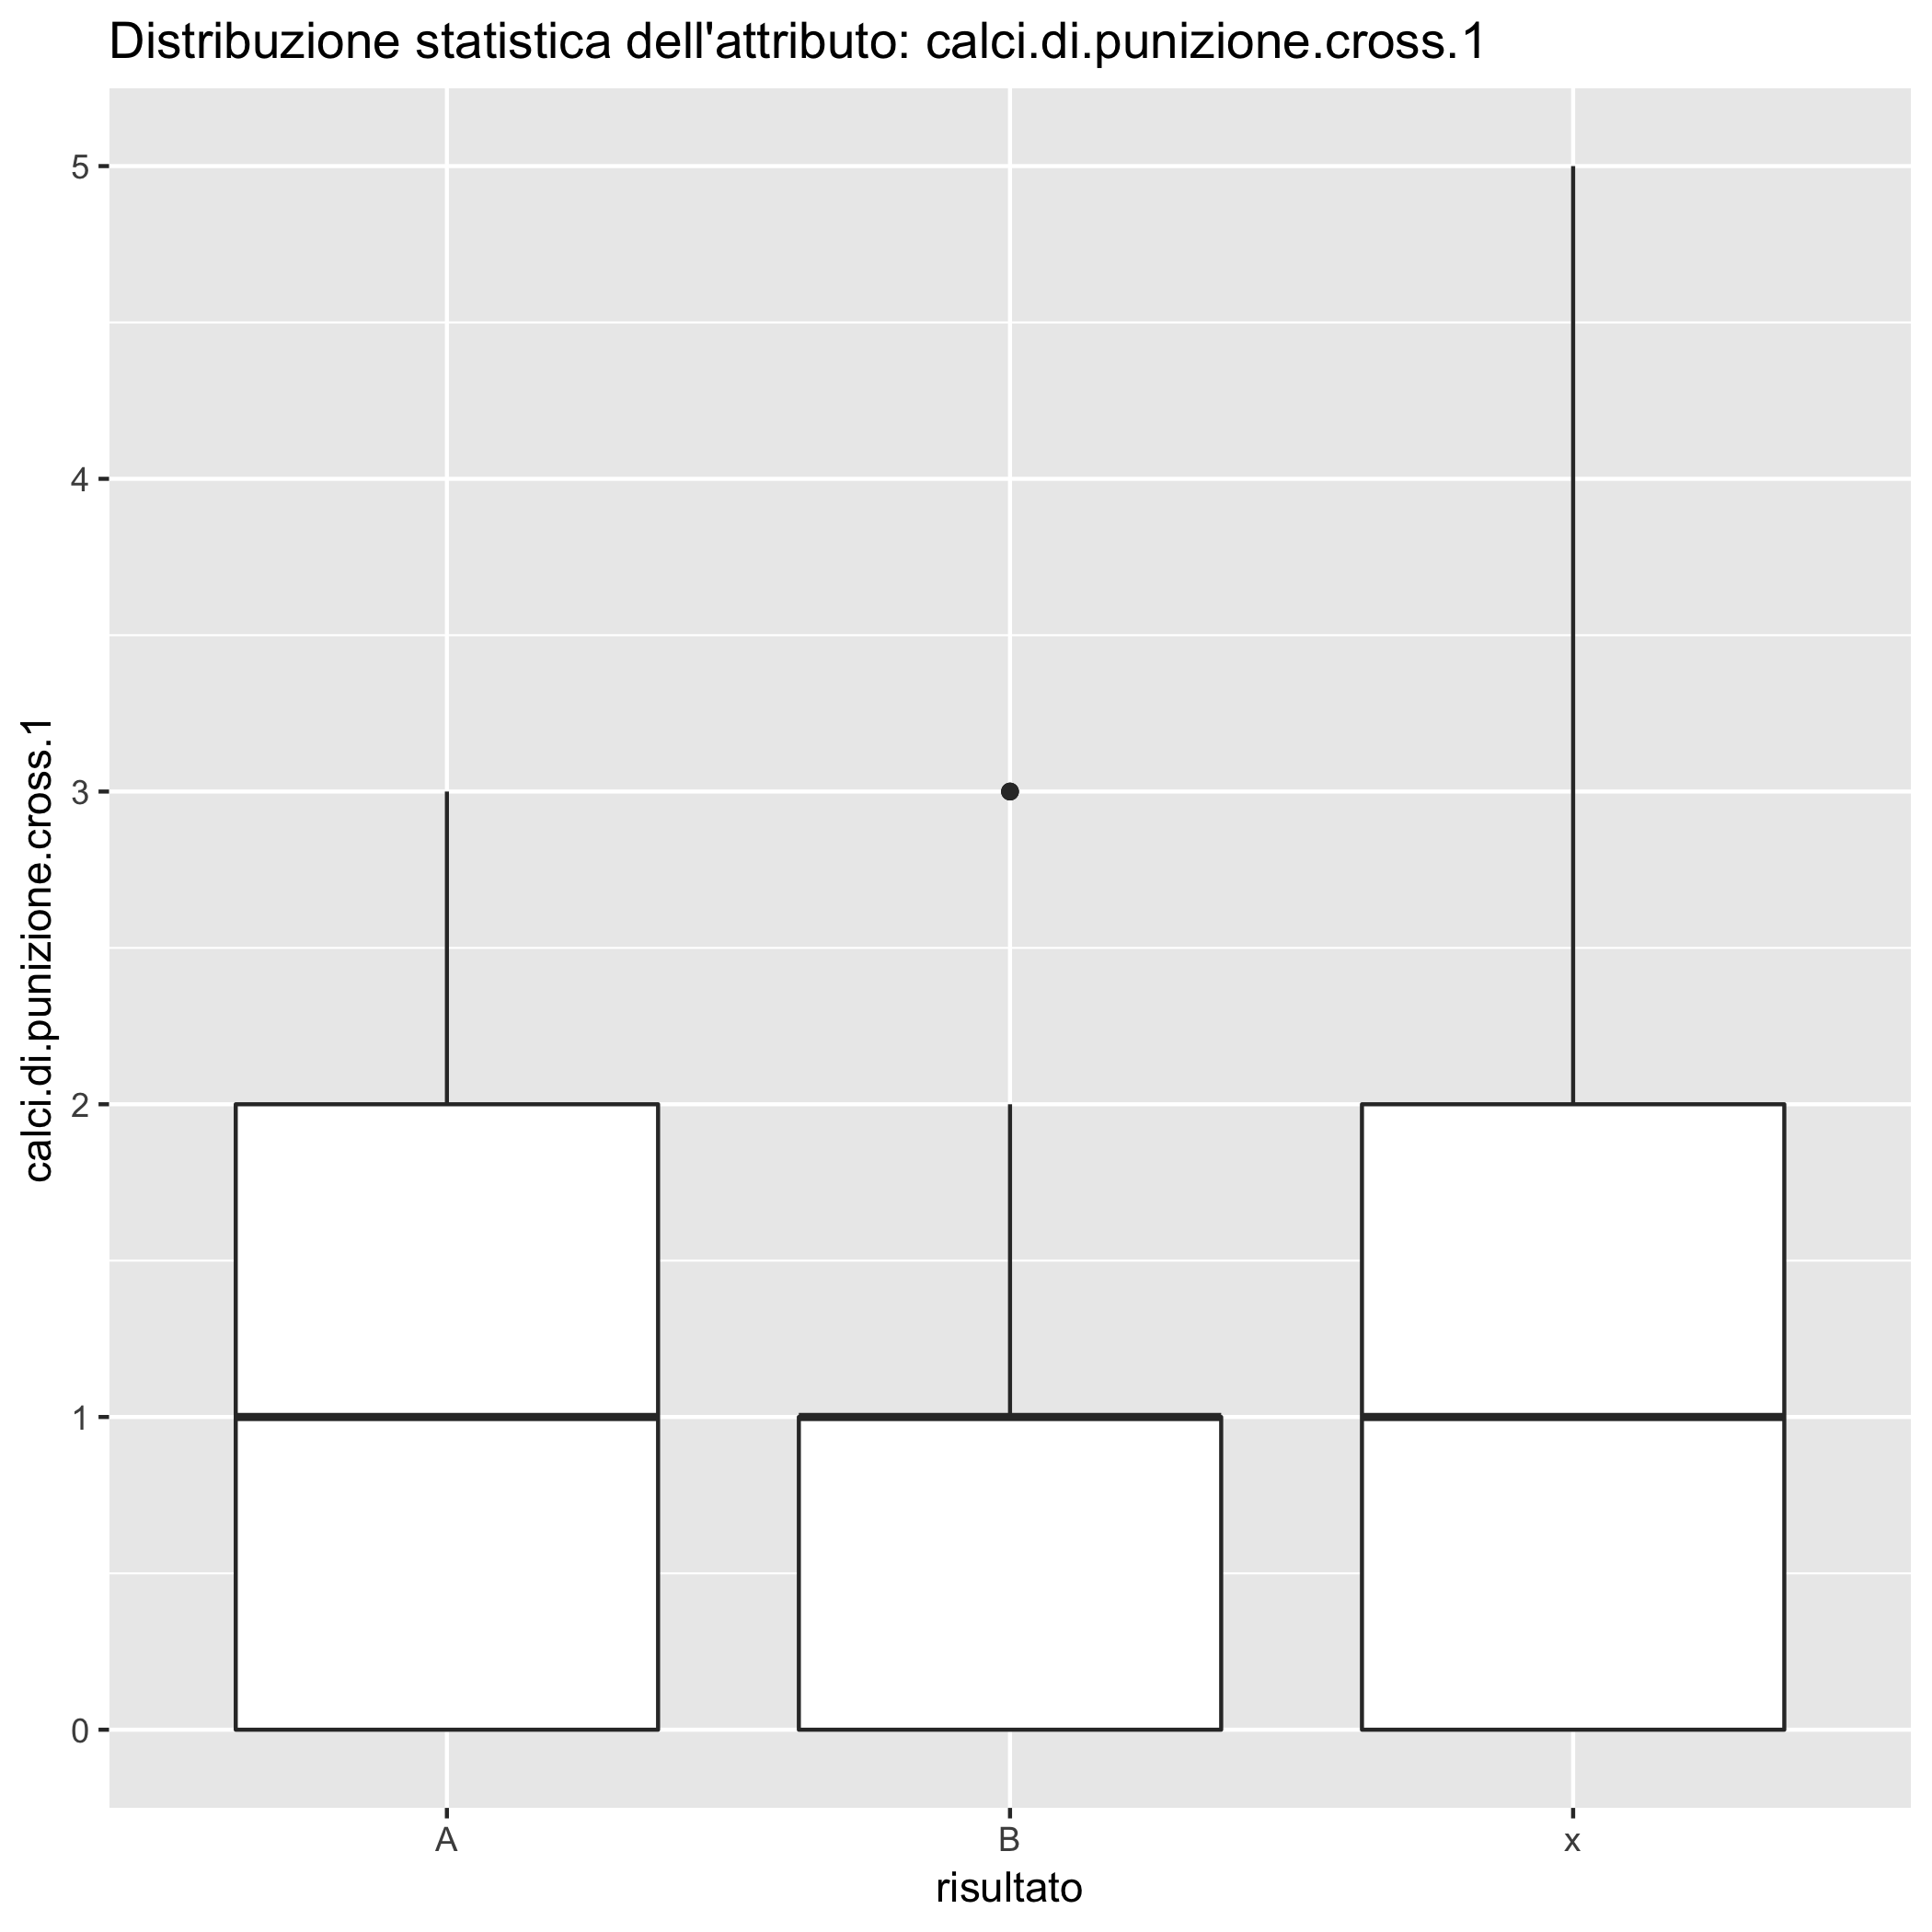 Distribuzione statistica dell'attributo: calci.di.punizione.cross.1
calci.di.punizione.cross.1
5
4
3
2
1
0
A B x
risultato